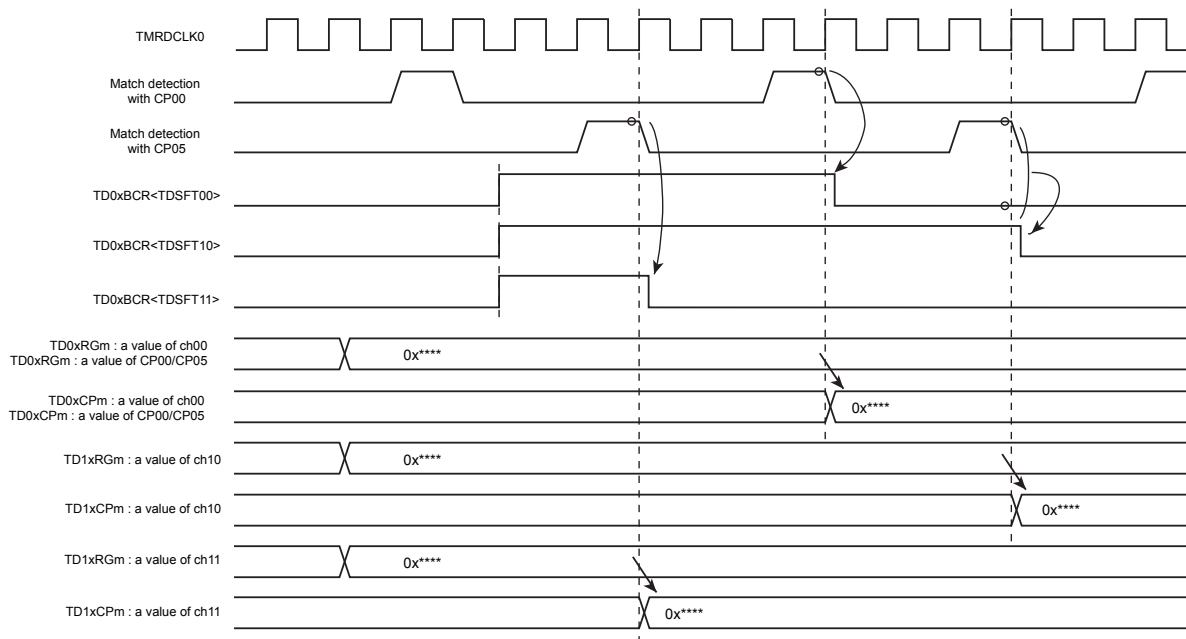 TMRDCLK0
Match detection
with CP00
Match detection
with CP05
TD0xBCR<TDSFT00>
TD0xBCR<TDSFT10>
TD0xBCR<TDSFT11>
TD0xRGm : a value of ch00
TD0xRGm : a value of CP00/CP05
0x****
TD0xCPm : a value of ch00
TD0xCPm : a value of CP00/CP05
0x****
TD1xRGm : a value of ch10
0x****
TD1xCPm : a value of ch10
0x****
TD1xRGm : a value of ch11
0x****
TD1xCPm : a value of ch11
0x****